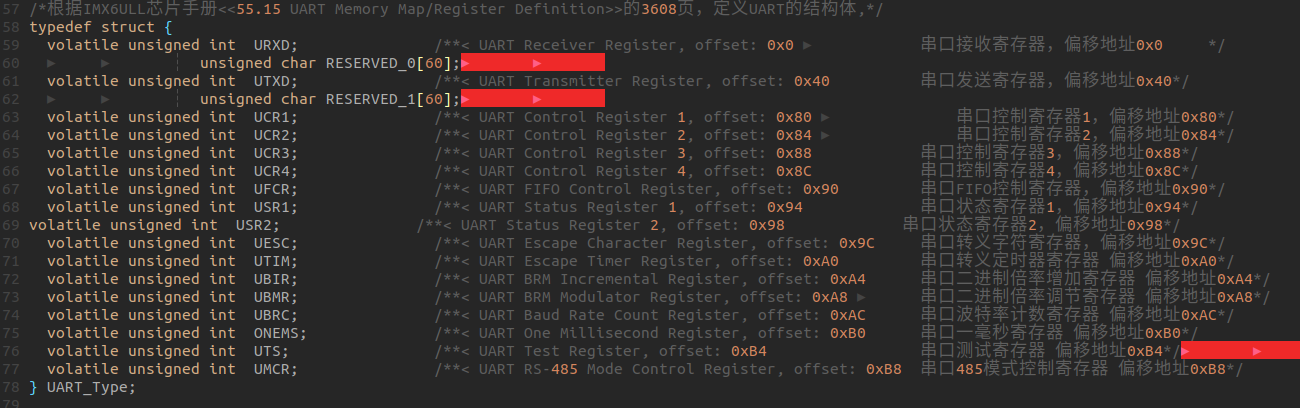 57 /*根据IMX6ULL芯片手册<<55.15 UART Memory Map/Register Definition>>的3608页，定义UART的结构体,*/
58 typedef struct {
59 volatile unsigned int URXD; /**< UART Receiver Register, offset: 0x0 串口接收寄存器，偏移地址0x0 */
60 unsigned char RESERVED_0[60];
61 volatile unsigned int UTXD; /**< UART Transmitter Register, offset: 0x40 串口发送寄存器，偏移地址0x40*/
62 unsigned char RESERVED_1[60];
63 volatile unsigned int UCR1; /**< UART Control Register 1, offset: 0x80 串口控制寄存器1，偏移地址0x80*/
64 volatile unsigned int UCR2; /**< UART Control Register 2, offset: 0x84 串口控制寄存器2，偏移地址0x84*/
65 volatile unsigned int UCR3; /**< UART Control Register 3, offset: 0x88 串口控制寄存器3，偏移地址0x88*/
66 volatile unsigned int UCR4; /**< UART Control Register 4, offset: 0x8C 串口控制寄存器4，偏移地址0x8C*/
67 volatile unsigned int UFCR; /**< UART FIFO Control Register, offset: 0x90 串口FIFO控制寄存器，偏移地址0x90*/
68 volatile unsigned int USR1; /**< UART Status Register 1, offset: 0x94 串口状态寄存器1，偏移地址0x94*/
69 volatile unsigned int USR2; /**< UART Status Register 2, offset: 0x98 串口状态寄存器2，偏移地址0x98*/
70 volatile unsigned int UESC; /**< UART Escape Character Register, offset: 0x9C 串口转义字符寄存器，偏移地址0x9C*/
71 volatile unsigned int UTIM; /**< UART Escape Timer Register, offset: 0xA0 串口转义定时器寄存器 偏移地址0xA0*/
72 volatile unsigned int UBIR; /**< UART BRM Incremental Register, offset: 0xA4 串口二进制倍率增加寄存器 偏移地址0xA4*/
73 volatile unsigned int UBMR; /**< UART BRM Modulator Register, offset: 0xA8 串口二进制倍率调节寄存器 偏移地址0xA8*/
74 volatile unsigned int UBRC; /**< UART Baud Rate Count Register, offset: 0xAC 串口波特率计数寄存器 偏移地址0xAC*/
75 volatile unsigned int ONEMS; /**< UART One Millisecond Register, offset: 0xB0 串口一毫秒寄存器 偏移地址0xB0*/
76 volatile unsigned int UTS; /**< UART Test Register, offset: 0xB4 串口测试寄存器 偏移地址0xB4*/
77 volatile unsigned int UMCR; /**< UART RS-485 Mode Control Register, offset: 0xB8 串口485模式控制寄存器 偏移地址0xB8*/
78 } UART_Type;
79